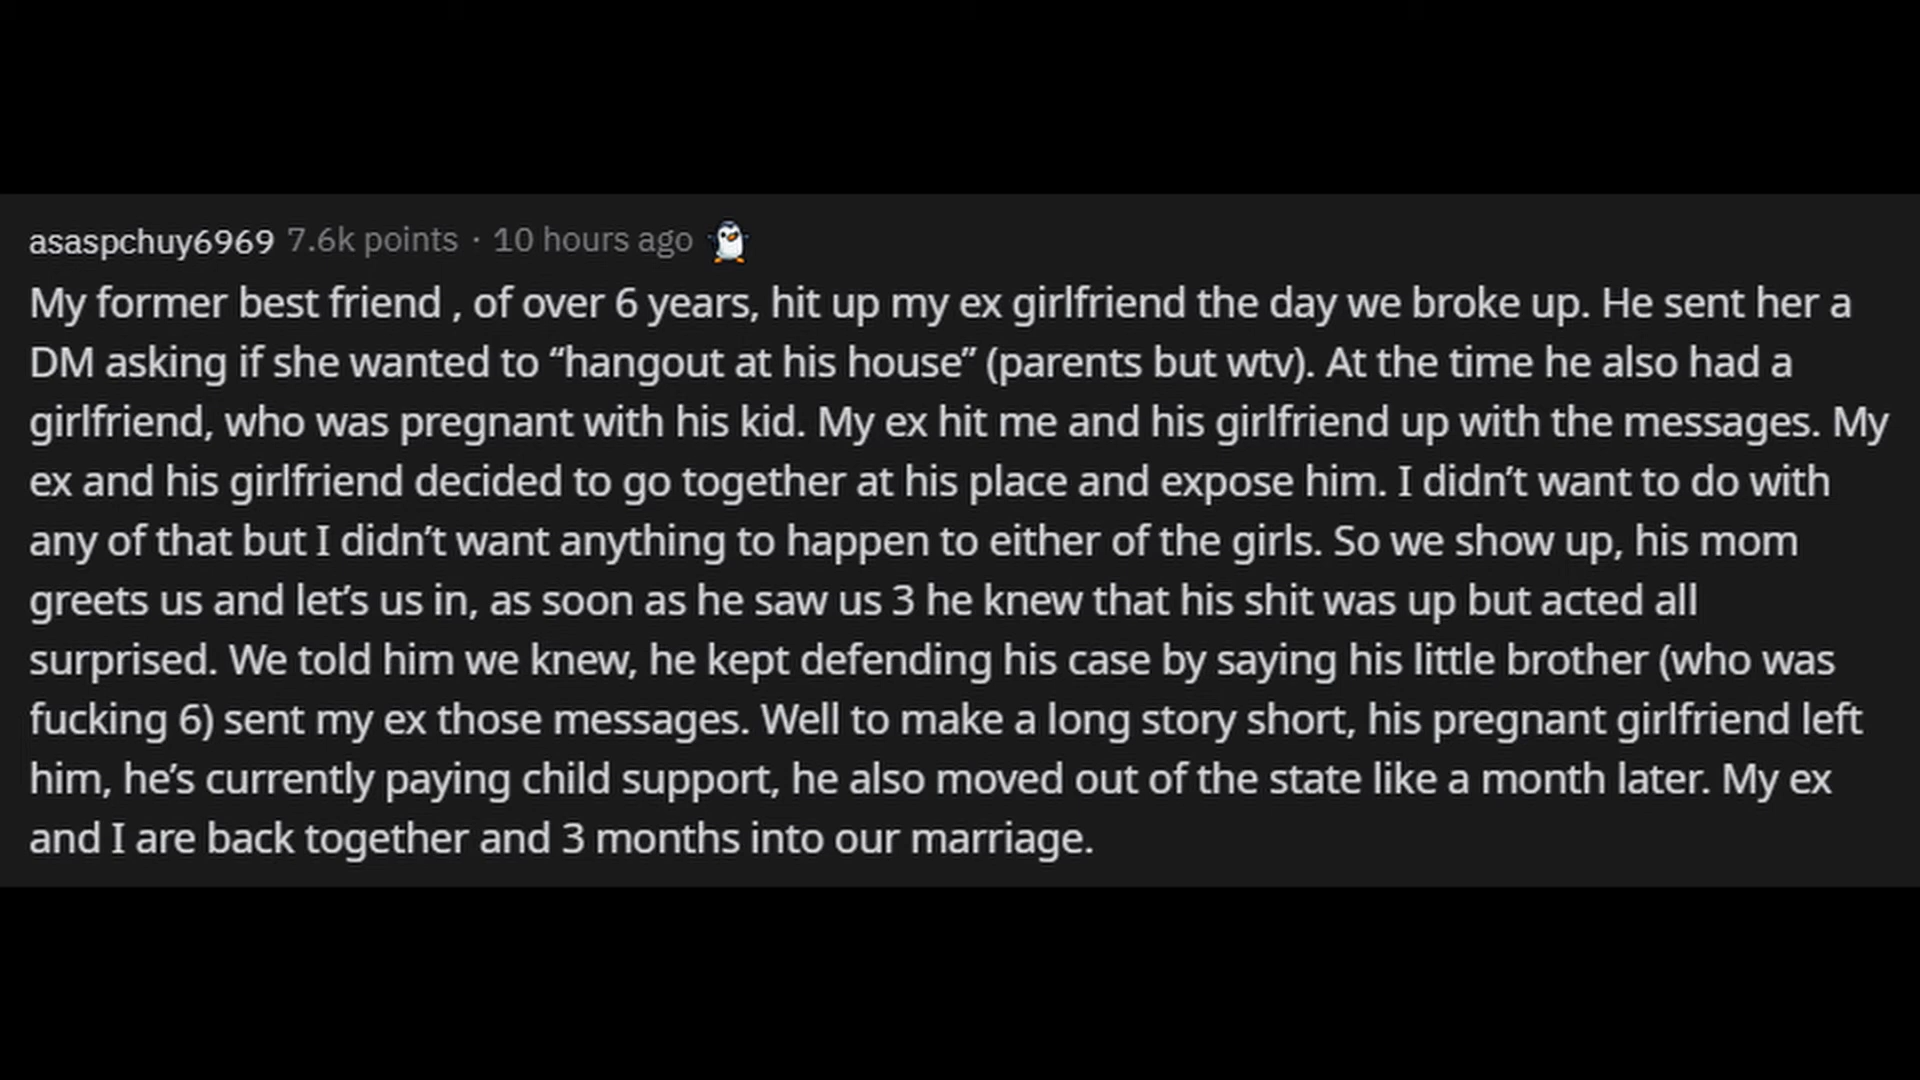 asaspchuy6969 7.6k points · 10 hours ago
My former best friend , of over 6 years, hit up my ex girlfriend the day we broke up. He sent her a
DM asking if she wanted to “hangout at his house” (parents but wtv). At the time he also had a
girlfriend, who was pregnant with his kid. My ex hit me and his girlfriend up with the messages. My
ex and his girlfriend decided to go together at his place and expose him. I didn’t want to do with
any of that but I didn’t want anything to happen to either of the girls. So we show up, his mom
greets us and let’s us in, as soon as he saw us 3 he knew that his shit was up but acted all
surprised. We told him we knew, he kept defending his case by saying his little brother (who was
fucking 6) sent my ex those messages. Well to make a long story short, his pregnant girlfriend left
him, he’s currently paying child support, he also moved out of the state like a month later. My ex
and I are back together and 3 months into our marriage.